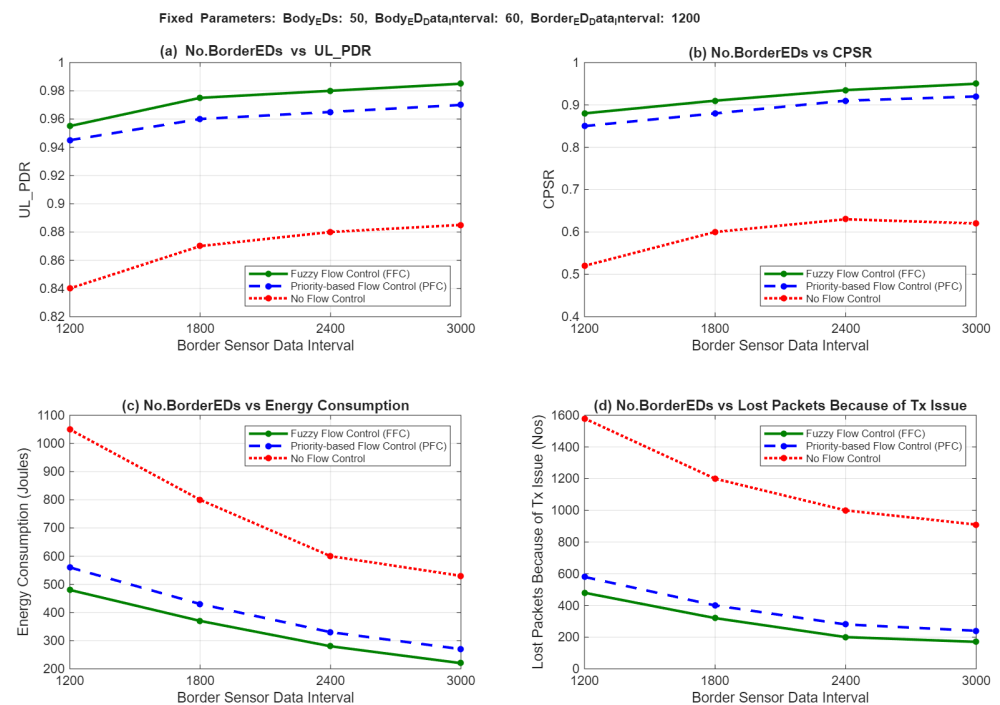 Fixed Parameters: Body_EDs: 50, Body_ED_Data_Interval: 60, Border_ED_Data_Interval: 1200
(a) No.BorderEDs vs UL_PDR
1
0.98
0.96
0.94
0.92
0.9
0.88
0.86
0.84
0.82
UL_PDR
1200 1800 2400 3000
Border Sensor Data Interval
Fuzzy Flow Control (FFC)
Priority-based Flow Control (PFC)
No Flow Control
(b) No.BorderEDs vs CPSR
1
0.9
0.8
0.7
0.6
0.5
0.4
CPSR
1200 1800 2400 3000
Border Sensor Data Interval
Fuzzy Flow Control (FFC)
Priority-based Flow Control (PFC)
No Flow Control
(c) No.BorderEDs vs Energy Consumption
1100
1000
900
800
700
600
500
400
300
200
Energy Consumption (Joules)
1200 1800 2400 3000
Border Sensor Data Interval
Fuzzy Flow Control (FFC)
Priority-based Flow Control (PFC)
No Flow Control
(d) No.BorderEDs vs Lost Packets Because of Tx Issue
1600
1400
1200
1000
800
600
400
200
0
Lost Packets Because of Tx Issue (Nos)
1200 1800 2400 3000
Border Sensor Data Interval
Fuzzy Flow Control (FFC)
Priority-based Flow Control (PFC)
No Flow Control